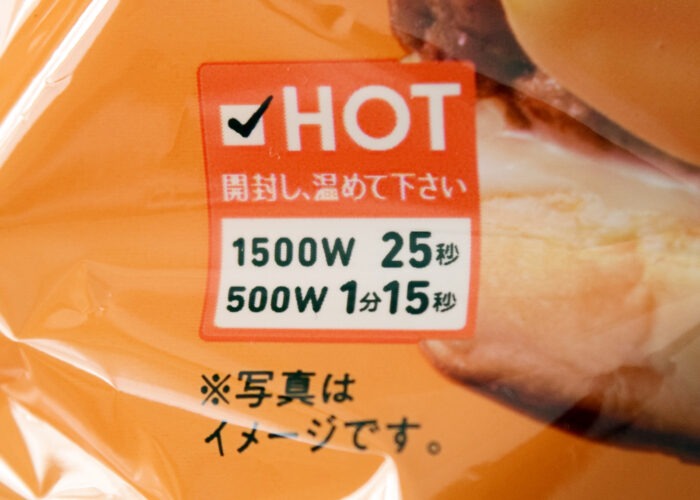 HOT
開封し、温めて下さい
1500W 25秒
500W 1分15秒
※写真は
イメージです。